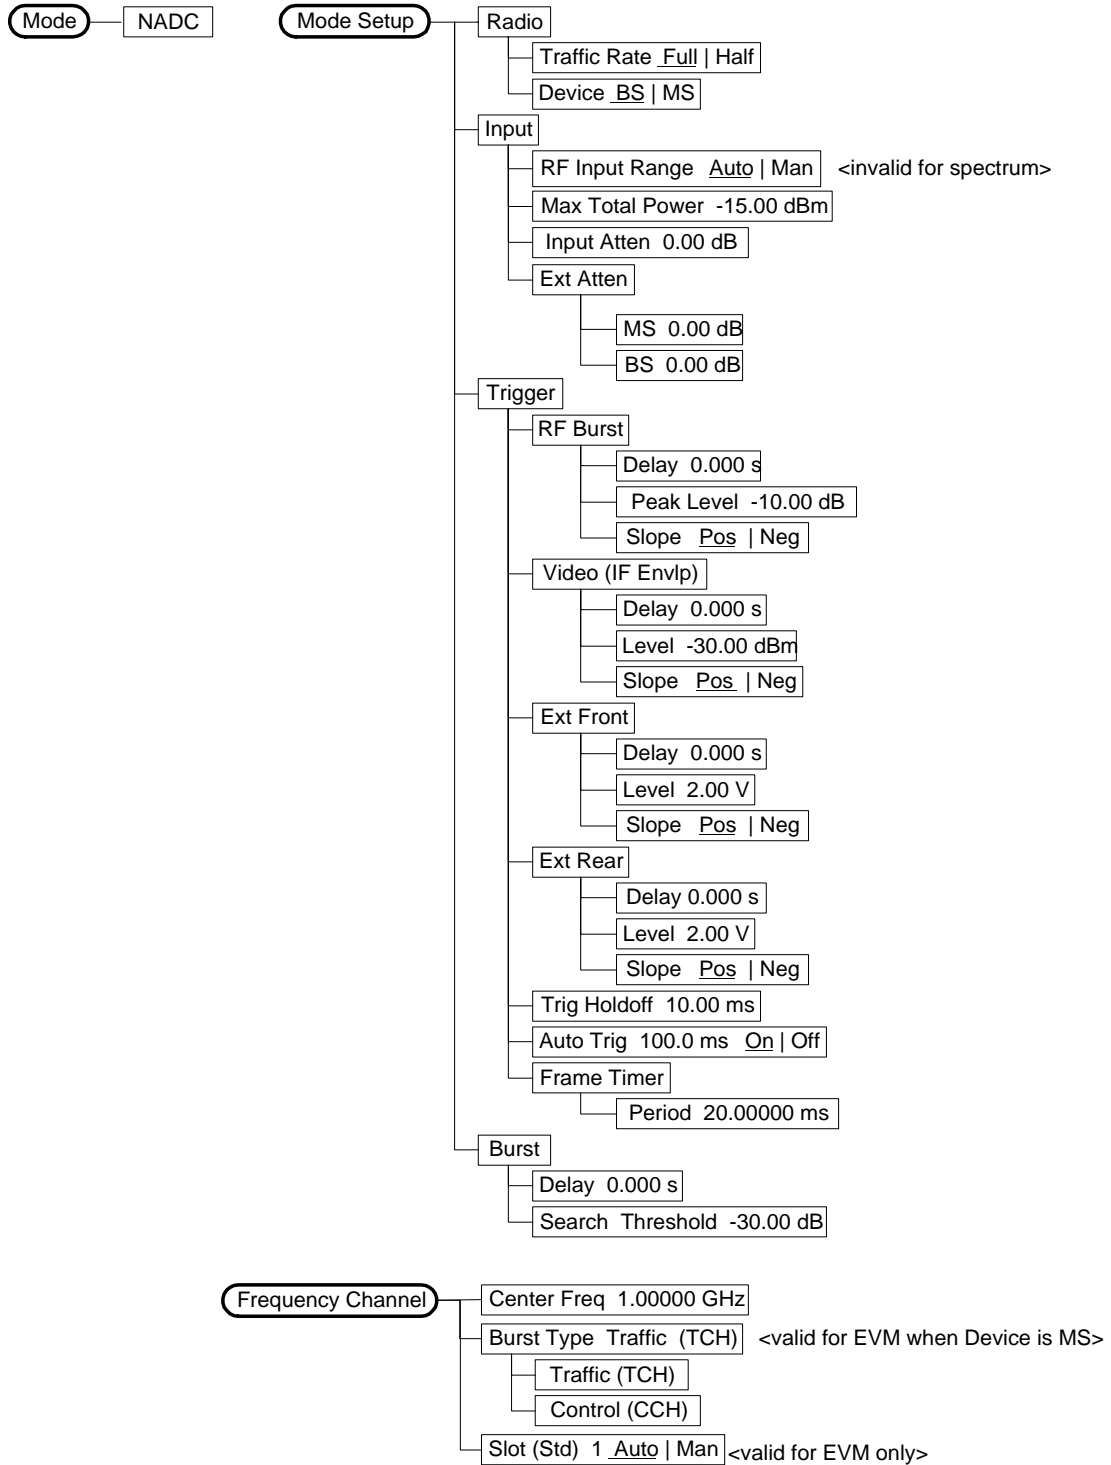 Mode NADC Mode Setup Radio
Traffic Rate Full | Half
Device BS | MS
Input
RF Input Range Auto | Man <invalid for spectrum>
Max Total Power -15.00 dBm
Input Atten 0.00 dB
Ext Atten
MS 0.00 dB
BS 0.00 dB
Trigger
RF Burst
Delay 0.000 s
Peak Level -10.00 dB
Slope Pos | Neg
Video (IF Envlp)
Delay 0.000 s
Level -30.00 dBm
Slope Pos | Neg
Ext Front
Delay 0.000 s
Level 2.00 V
Slope Pos | Neg
Ext Rear
Delay 0.000 s
Level 2.00 V
Slope Pos | Neg
Trig Holdoff 10.00 ms
Auto Trig 100.0 ms On | Off
Frame Timer
Period 20.00000 ms
Burst
Delay 0.000 s
Search Threshold -30.00 dB
Frequency Channel Center Freq 1.00000 GHz
Burst Type Traffic (TCH) <valid for EVM when Device is MS>
Traffic (TCH)
Control (CCH)
Slot (Std) 1 Auto | Man <valid for EVM only>